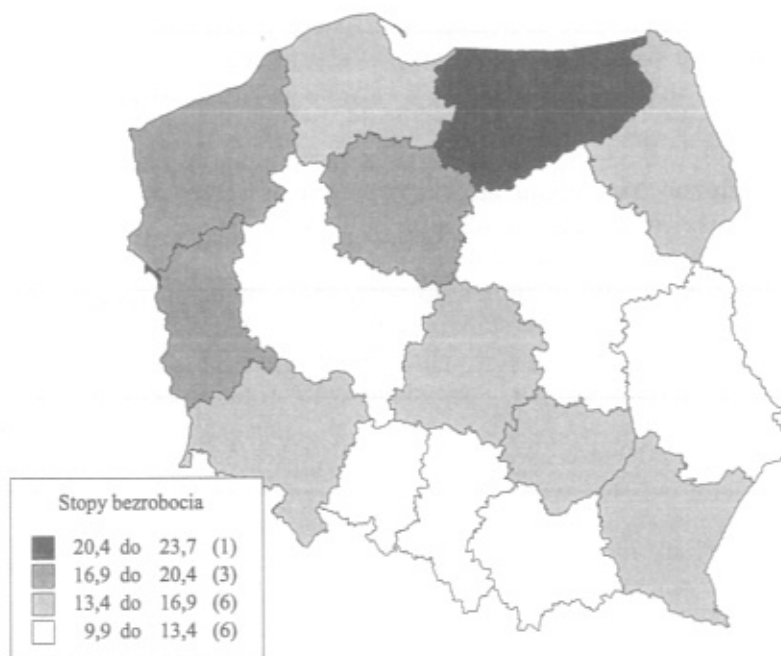 Stopy bezrobocia
20,4 do 23,7 (1)
16,9 do 20,4 (3)
13,4 do 16,9 (6)
9,9 do 13,4 (6)